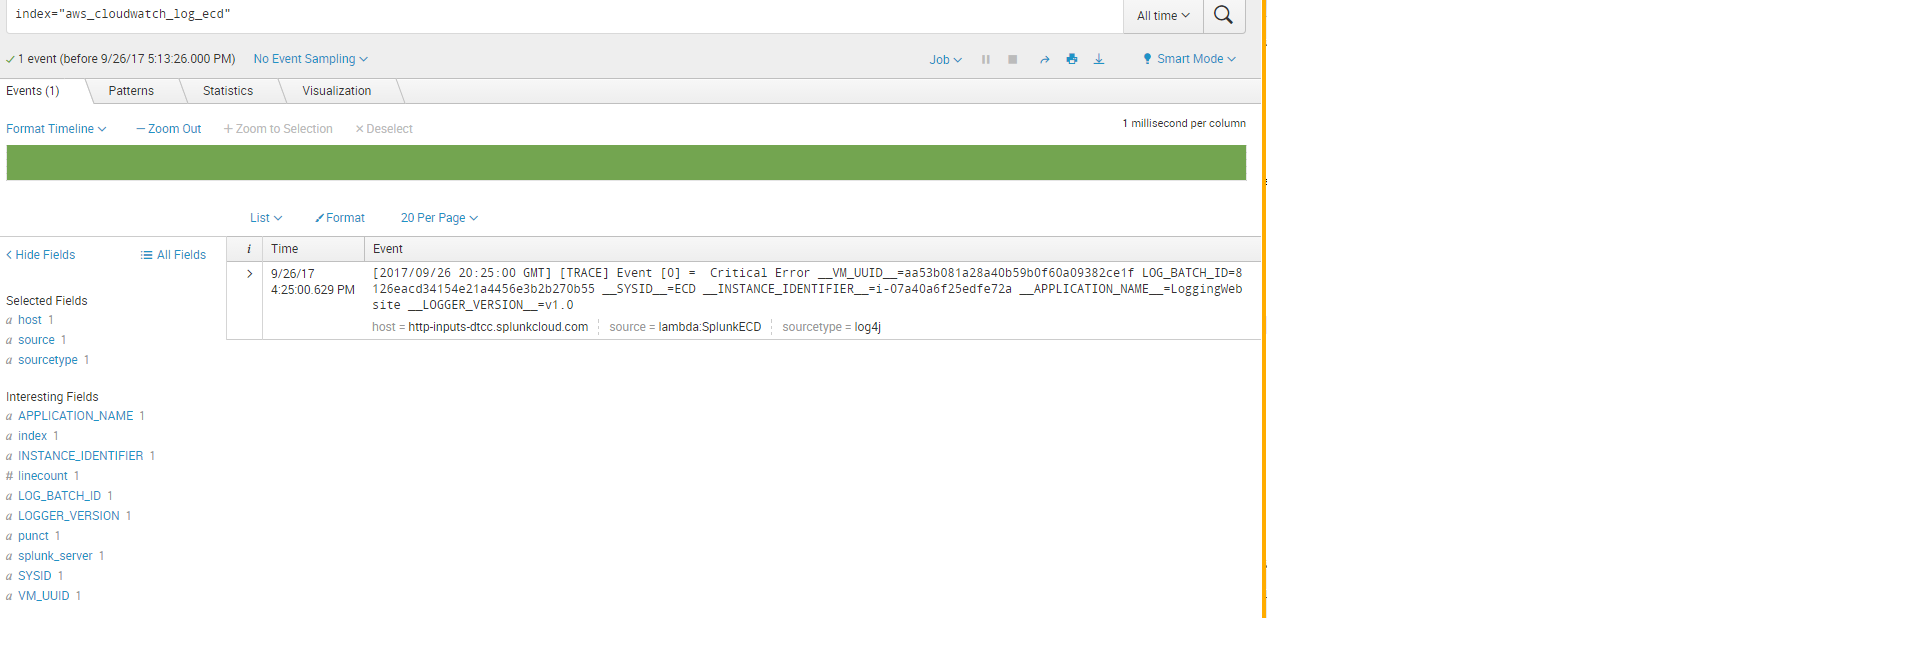 index="aws_cloudwatch_log_ecd"
All time
1 event (before 9/26/17 5:13:26.000 PM)
No Event Sampling
Job
Smart Mode
Events (1)
Patterns
Statistics
Visualization
Format Timeline
— Zoom Out
+ Zoom to Selection
× Deselect
1 millisecond per column
List
Format
20 Per Page
< Hide Fields
All Fields
i
Time
Event
Selected Fields
a host 1
a source 1
a sourcetype 1
Interesting Fields
a APPLICATION_NAME 1
a index 1
a INSTANCE_IDENTIFIER 1
# linecount 1
a LOG_BATCH_ID 1
a LOGGER_VERSION 1
a punct 1
a splunk_server 1
a SYSID 1
a VM_UUID 1
>
9/26/17
4:25:00.629 PM
[2017/09/26 20:25:00 GMT] [TRACE] Event [0] =  Critical Error __VM_UUID__=aa53b081a28a40b59b0f60a09382ce1f LOG_BATCH_ID=8
126eacd34154e21a4456e3b2b270b55 __SYSID__=ECD __INSTANCE_IDENTIFIER__=i-07a40a6f25edfe72a __APPLICATION_NAME__=LoggingWeb
site __LOGGER_VERSION__=v1.0
host = http-inputs-dtcc.splunkcloud.com
source = lambda:SplunkECD
sourcetype = log4j